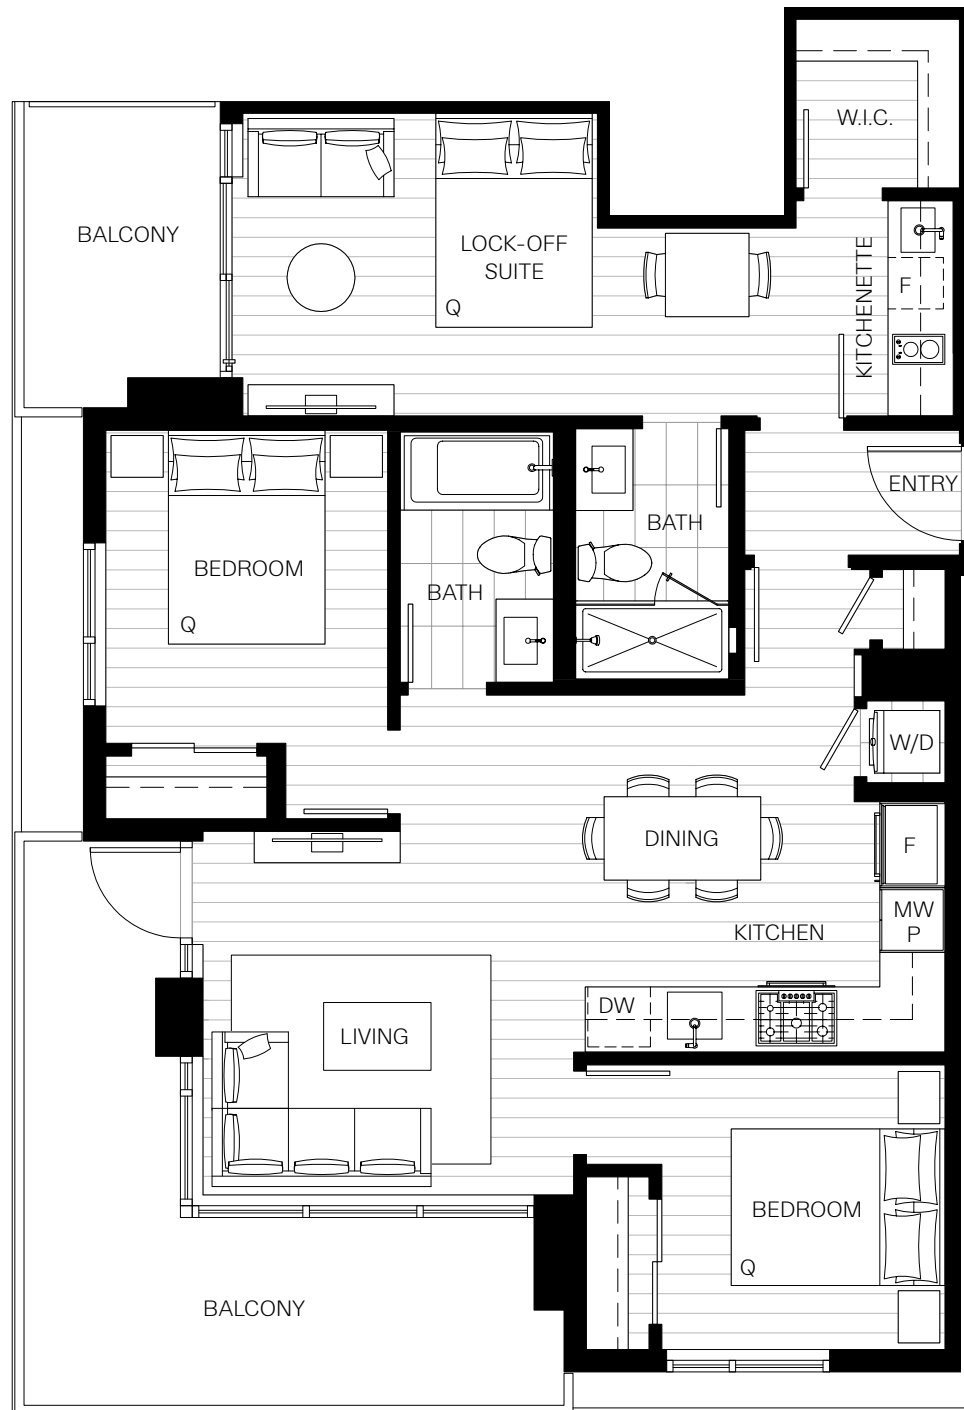 W.I.C.
BALCONY
LOCK-OFF
SUITE
Q
KITCHENETTE
F
ENTRY
BATH
BEDROOM
Q
BATH
W/D
DINING
F
MW
P
KITCHEN
DW
LIVING
BEDROOM
Q
BALCONY